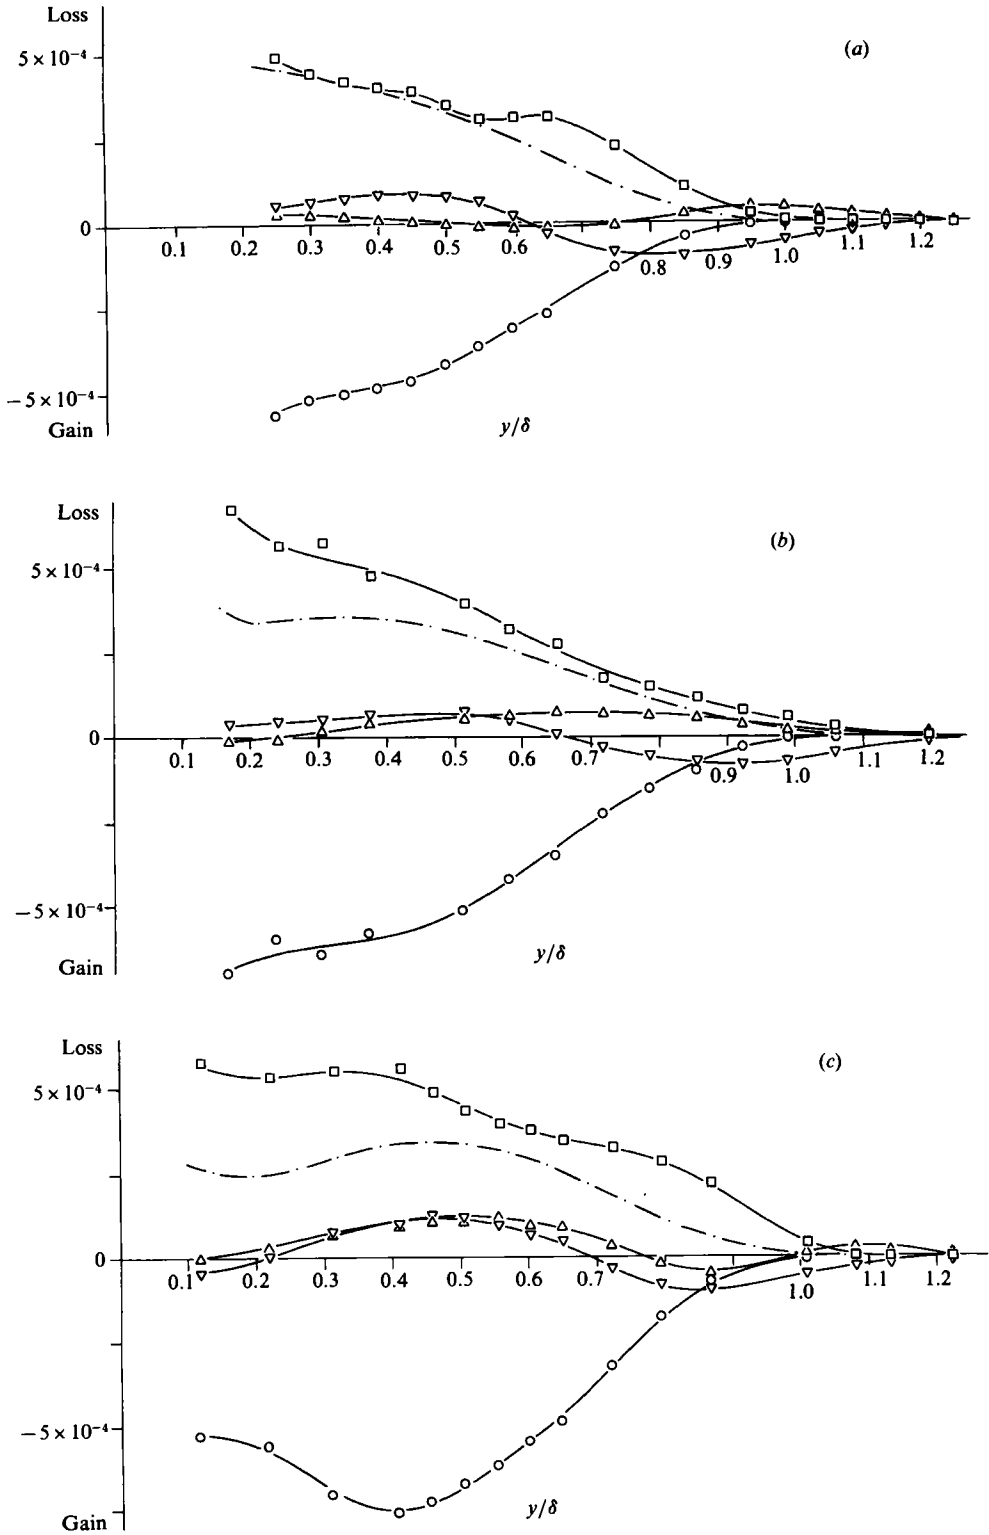 Loss
(a)
5 × 10⁻⁴
0
0.1 0.2 0.3 0.4 0.5 0.6 0.8 0.9 1.0 1.1 1.2
−5 × 10⁻⁴
Gain
y/δ
Loss
(b)
5 × 10⁻⁴
0
0.1 0.2 0.3 0.4 0.5 0.6 0.7 0.9 1.0 1.1 1.2
−5 × 10⁻⁴
Gain
y/δ
Loss
(c)
5 × 10⁻⁴
0
0.1 0.2 0.3 0.4 0.5 0.6 0.7 1.0 1.1 1.2
−5 × 10⁻⁴
Gain
y/δ